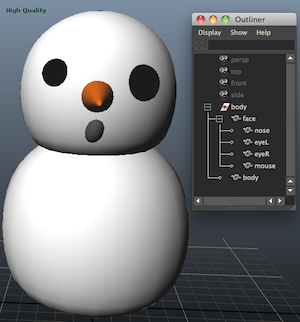 High Quality
Outliner
Display Show Help
persp
top
front
side
body
face
nose
eyeL
eyeR
mouse
body